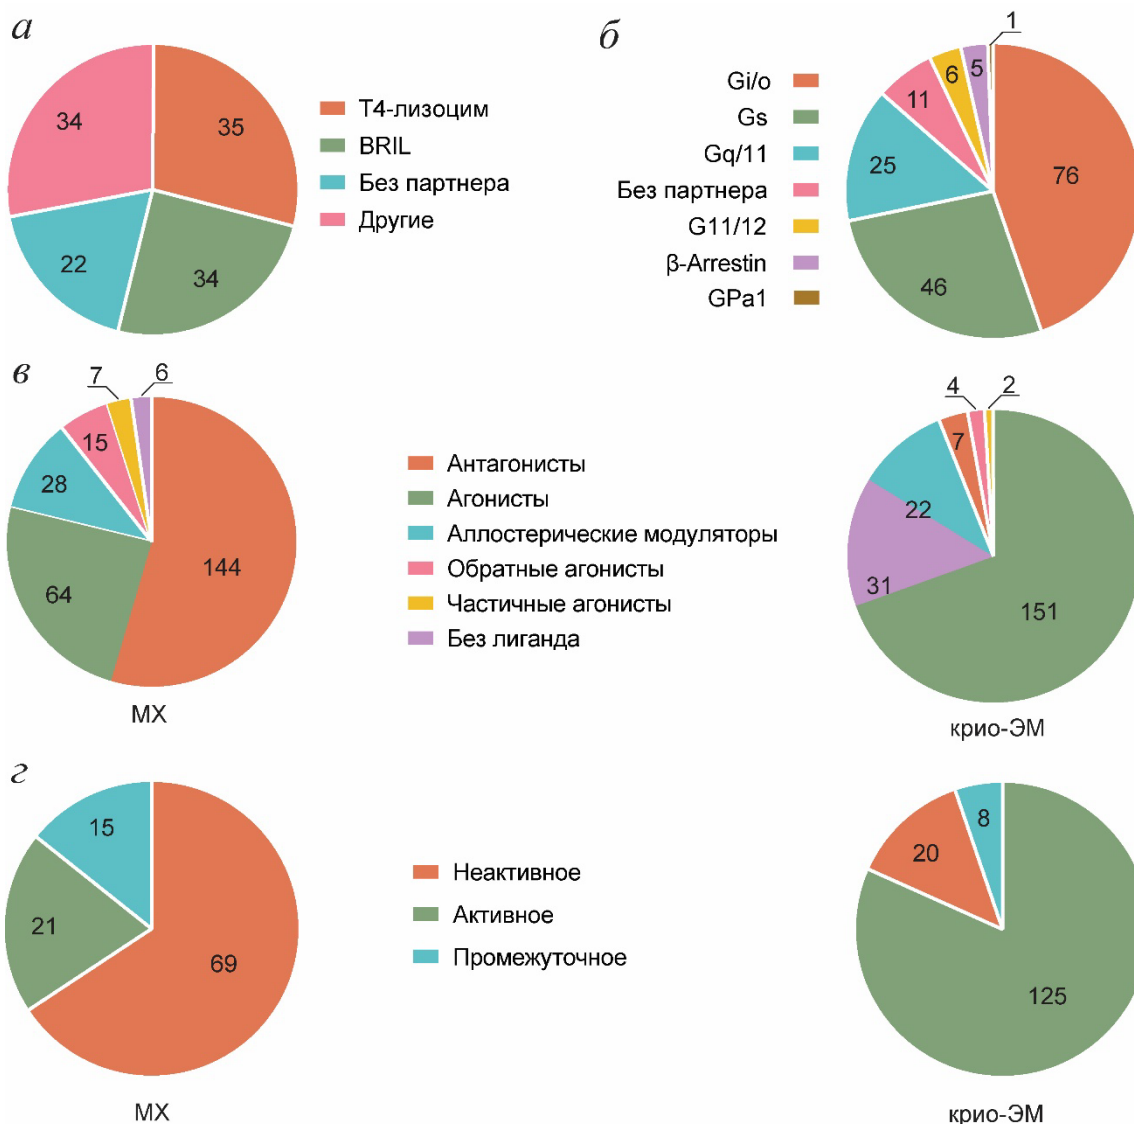 а
34
35
22
34
Т4-лизоцим
BRIL
Без партнера
Другие
б
1
6
5
11
25
76
46
Gi/o
Gs
Gq/11
Без партнера
G11/12
β-Arrestin
GPa1
в
7
6
15
28
64
144
МХ
Антагонисты
Агонисты
Аллостерические модуляторы
Обратные агонисты
Частичные агонисты
Без лиганда
4
2
7
22
31
151
крио-ЭМ
г
15
21
69
МХ
Неактивное
Активное
Промежуточное
8
20
125
крио-ЭМ